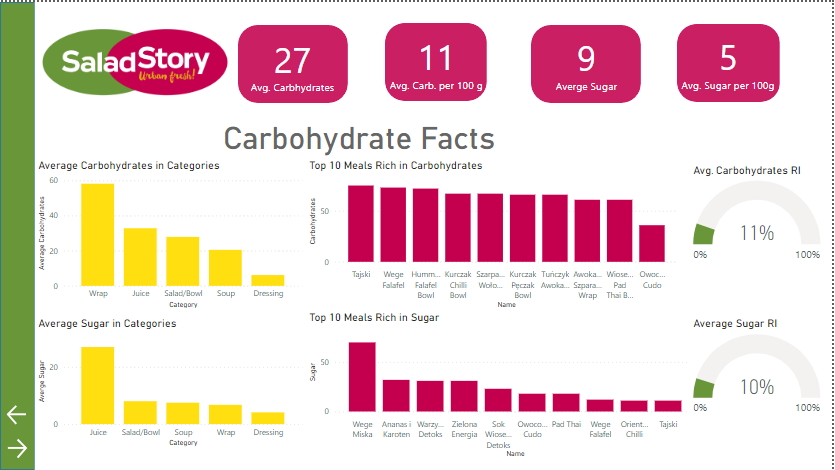 Salad Story
Urban fresh!
27
Avg. Carbhydrates
11
Avg. Carb. per 100 g
9
Averge Sugar
5
Avg. Sugar per 100g
Carbohydrate Facts
Average Carbohydrates in Categories
Average Carbohydrates
60
40
20
0
Wrap
Juice
Salad/Bowl
Soup
Dressing
Category
Top 10 Meals Rich in Carbohydrates
Carbohydrates
50
0
Tajski
Wege
Falafel
Humm...
Falafel
Bowl
Kurczak
Chilli
Bowl
Szarpa...
Woło...
Kurczak
Pęczak
Bowl
Tuńczyk
Awoka...
Awoka...
Szpara...
Wrap
Wiose...
Pad
Thai B...
Owoc...
Cudo
Name
Avg. Carbohydrates RI
11%
0%
100%
Average Sugar in Categories
Averge Sugar
20
0
Juice
Salad/Bowl
Soup
Wrap
Dressing
Category
Top 10 Meals Rich in Sugar
Sugar
50
0
Wege
Miska
Ananas i
Karoten
Warzy...
Detoks
Zielona
Energia
Sok
Wiose...
Detoks
Owoco...
Cudo
Pad Thai
Wege
Falafel
Orient...
Chilli
Tajski
Name
Average Sugar RI
10%
0%
100%